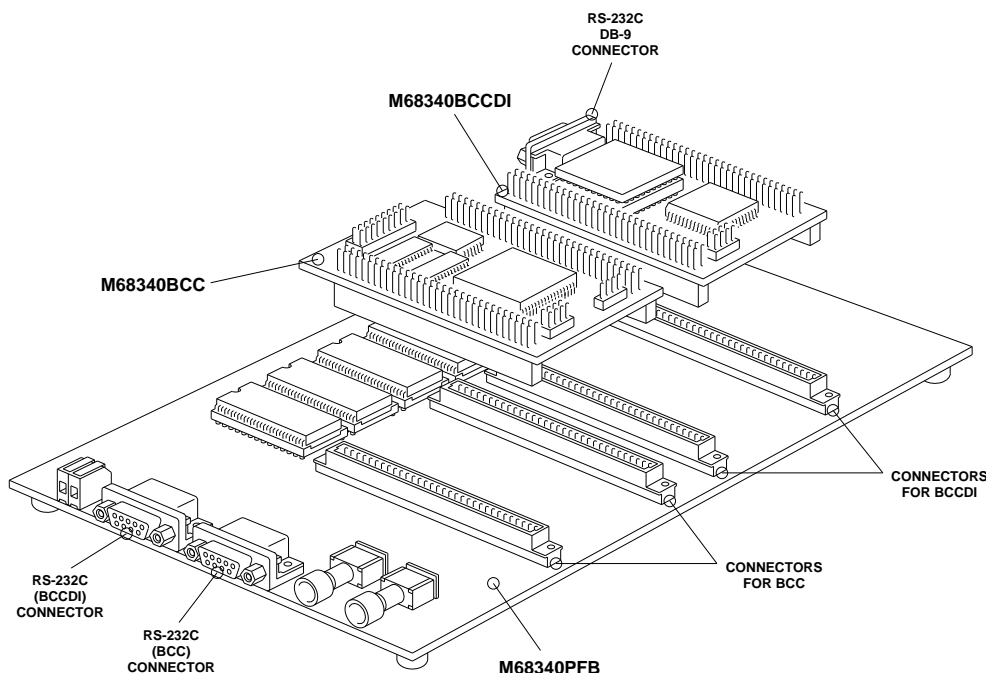 RS-232C
DB-9
CONNECTOR
M68340BCCDI
M68340BCC
CONNECTORS
FOR BCCDI
CONNECTORS
FOR BCC
RS-232C
(BCCDI)
CONNECTOR
RS-232C
(BCC)
CONNECTOR
M68340PFB